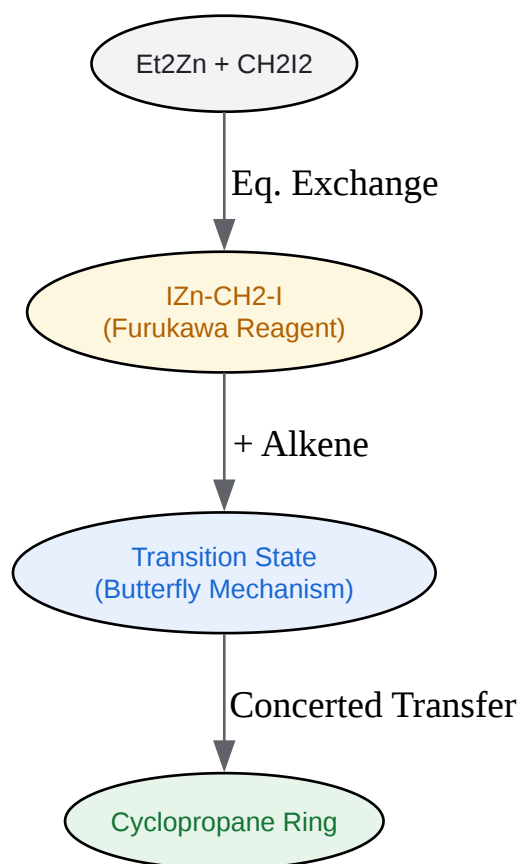 Et2Zn + CH2I2
Eq. Exchange
IZn-CH2-I
(Furukawa Reagent)
+ Alkene
Transition State
(Butterfly Mechanism)
Concerted Transfer
Cyclopropane Ring